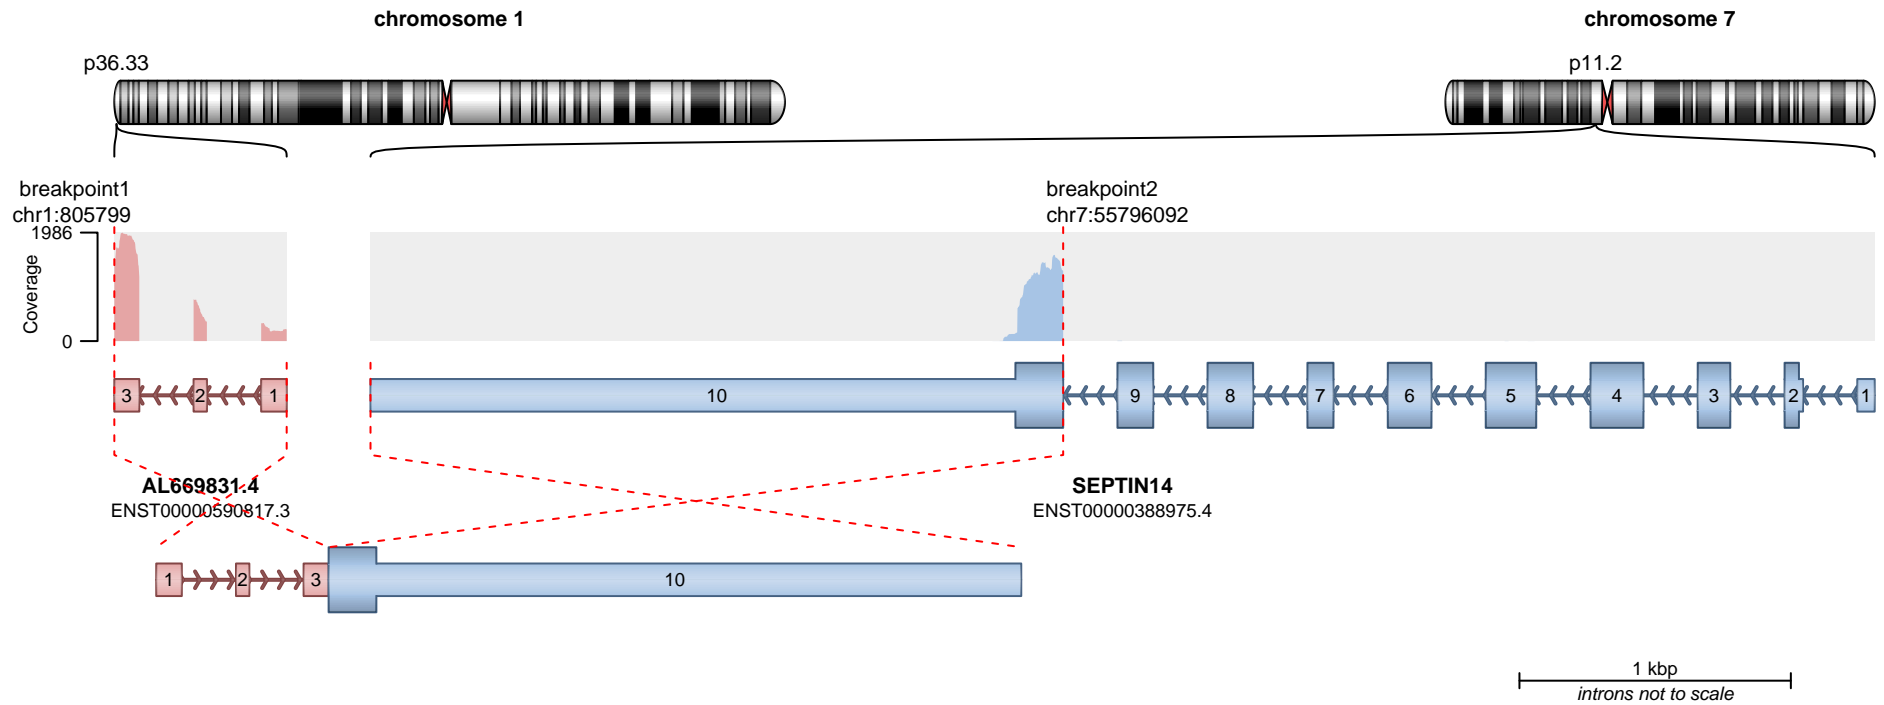 chromosome 1
chromosome 7
p36.33
p11.2
breakpoint1
chr1:805799
breakpoint2
chr7:55796092
1986
Coverage
0
3 2 1
10 9 8 7 6 5 4 3 2 1
AL669831.4
ENST00000590817.3
SEPTIN14
ENST00000388975.4
1 2 3 10
1 kbp
introns not to scale